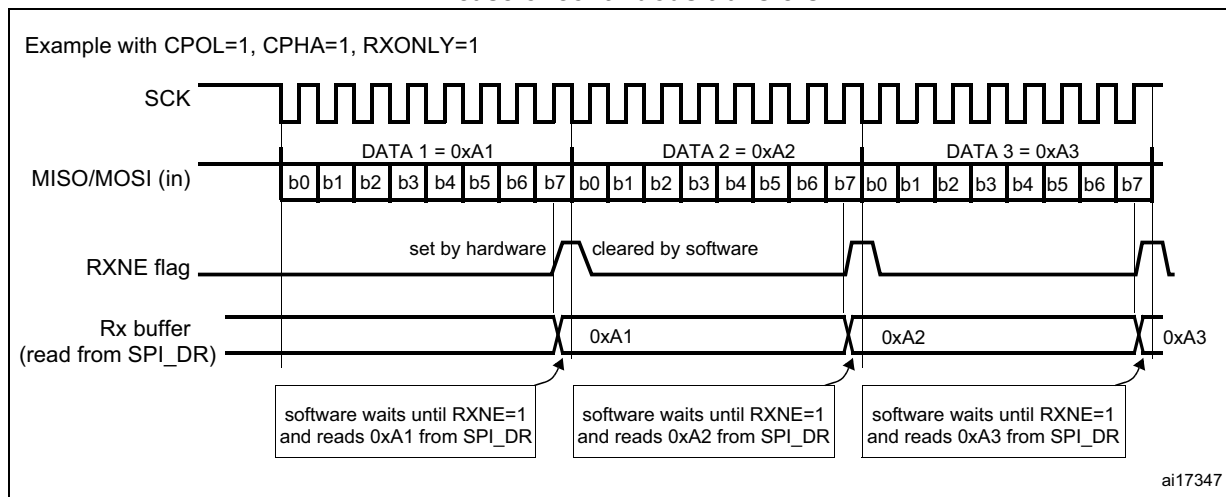 Example with CPOL=1, CPHA=1, RXONLY=1
SCK
DATA 1 = 0xA1 DATA 2 = 0xA2 DATA 3 = 0xA3
MISO/MOSI (in)
b0 b1 b2 b3 b4 b5 b6 b7 b0 b1 b2 b3 b4 b5 b6 b7 b0 b1 b2 b3 b4 b5 b6 b7
set by hardware cleared by software
RXNE flag
Rx buffer
(read from SPI_DR)
0xA1 0xA2 0xA3
software waits until RXNE=1
and reads 0xA1 from SPI_DR
software waits until RXNE=1
and reads 0xA2 from SPI_DR
software waits until RXNE=1
and reads 0xA3 from SPI_DR
ai17347